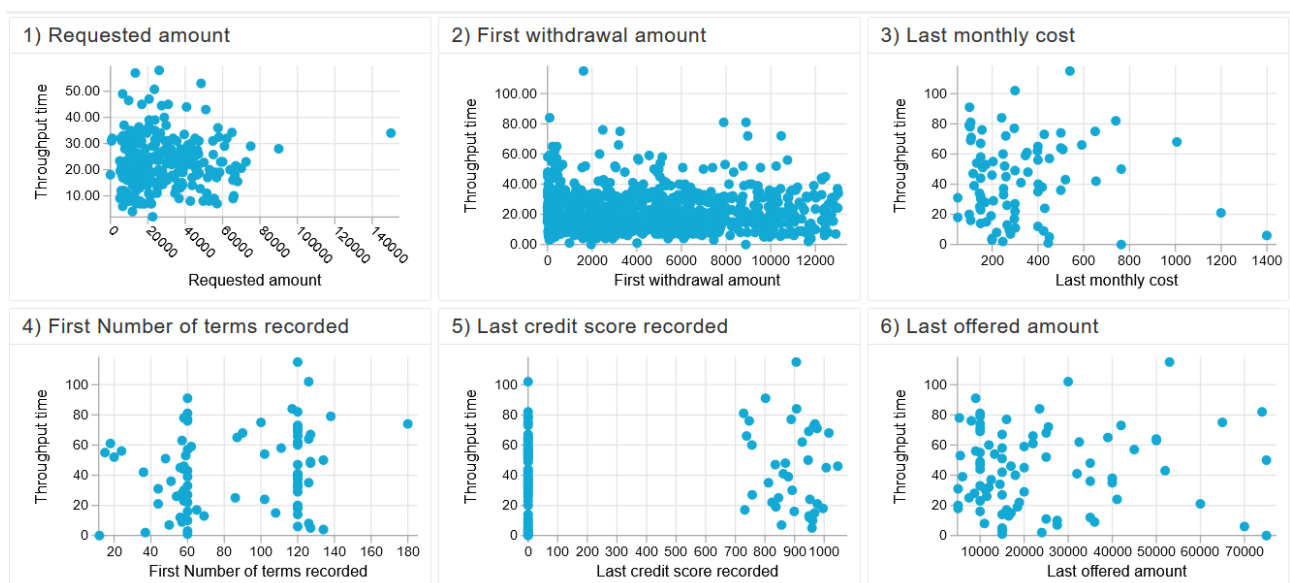 1) Requested amount
Throughput time
50.00
40.00
30.00
20.00
10.00
0 20000 40000 60000 80000 100000 120000 140000
Requested amount
2) First withdrawal amount
Throughput time
100.00
80.00
60.00
40.00
20.00
0.00
0 2000 4000 6000 8000 10000 12000
First withdrawal amount
3) Last monthly cost
Throughput time
100
80
60
40
20
0
200 400 600 800 1000 1200 1400
Last monthly cost
4) First Number of terms recorded
Throughput time
100
80
60
40
20
0
20 40 60 80 100 120 140 160 180
First Number of terms recorded
5) Last credit score recorded
Throughput time
100
80
60
40
20
0
0 100 200 300 400 500 600 700 800 900 1000
Last credit score recorded
6) Last offered amount
Throughput time
100
80
60
40
20
0
10000 20000 30000 40000 50000 60000 70000
Last offered amount